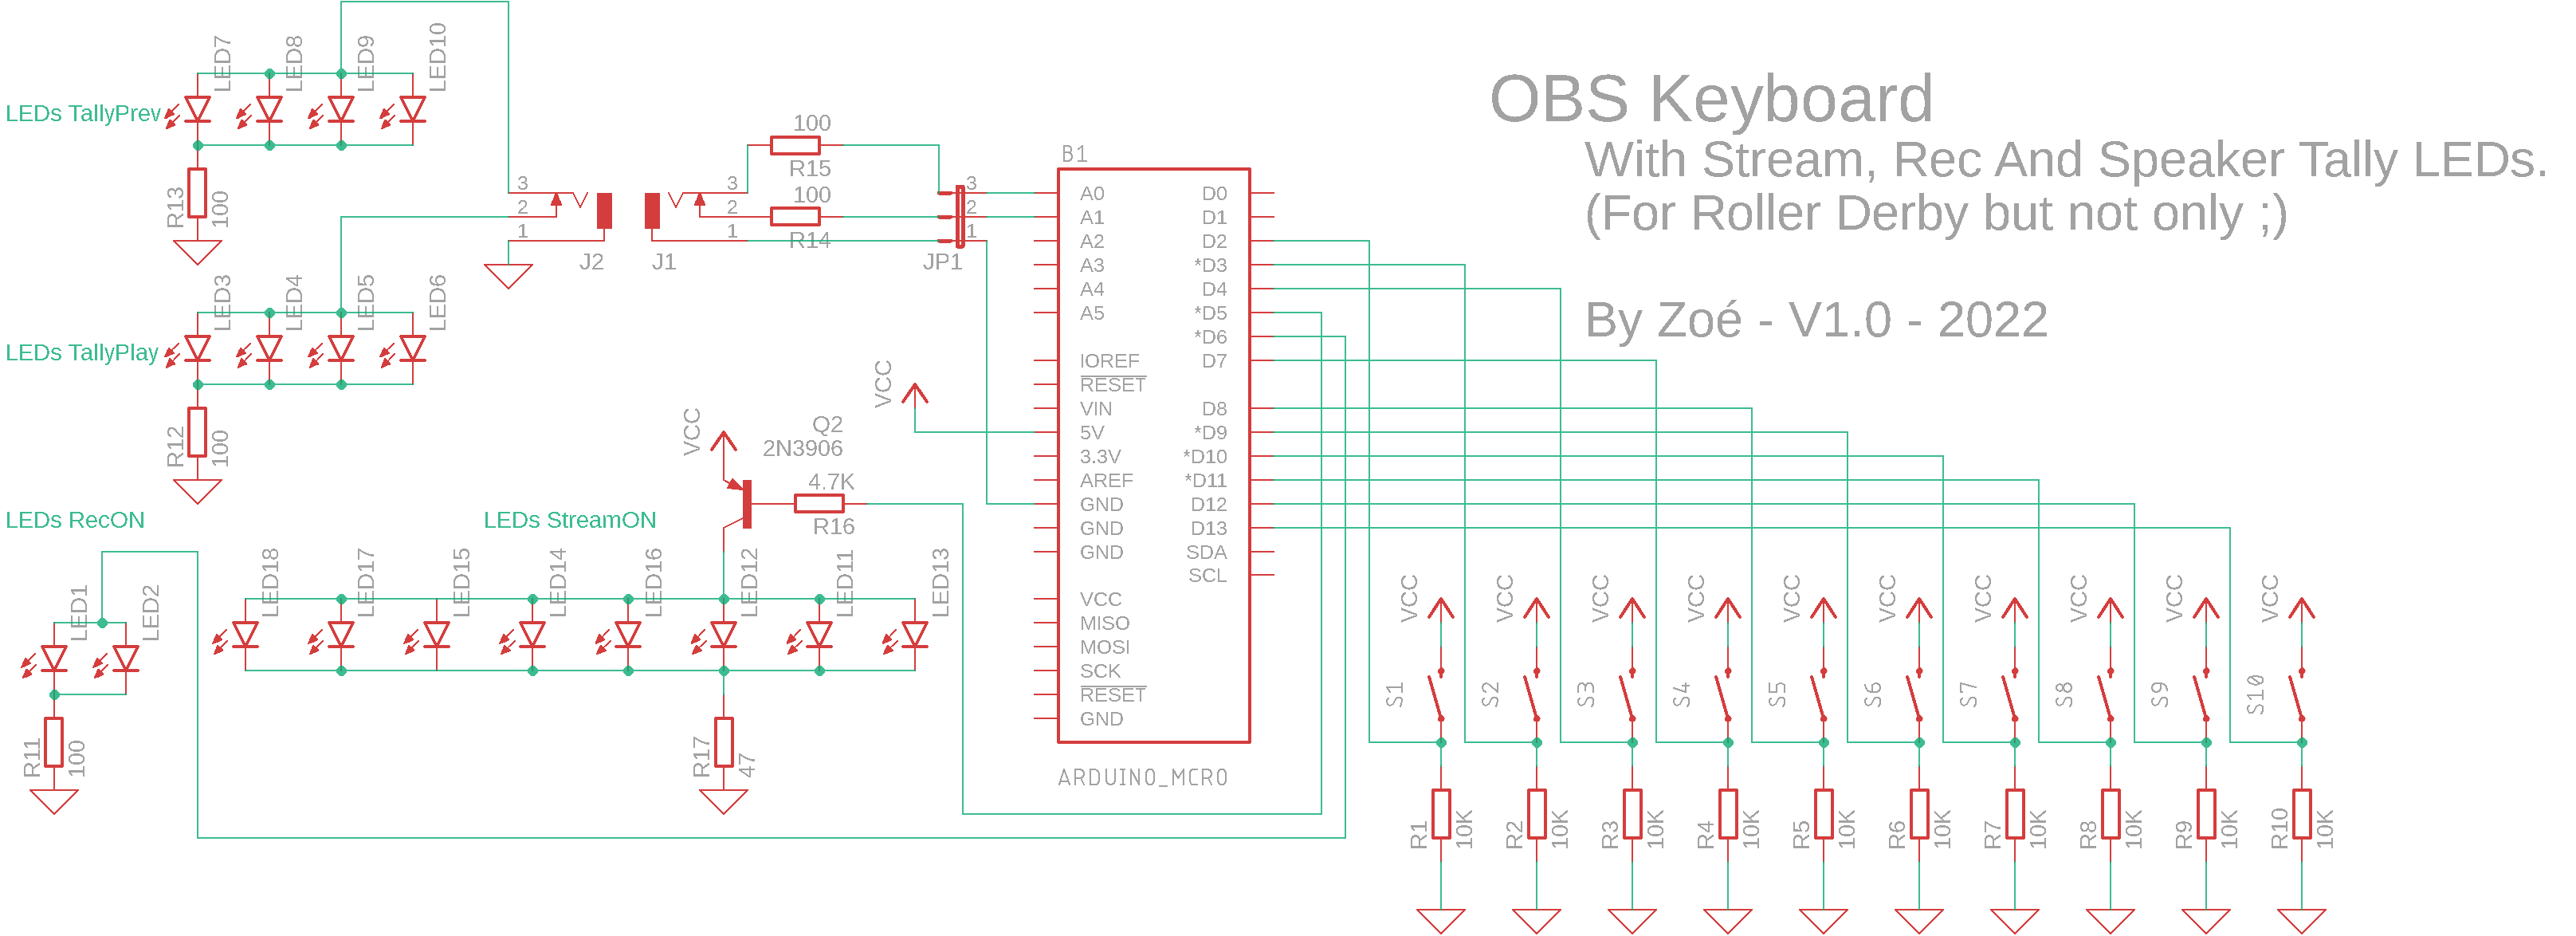 OBS Keyboard
With Stream, Rec And Speaker Tally LEDs.
(For Roller Derby but not only ;)
By Zoé - V1.0 - 2022
LED7
LED8
LED9
LED10
LEDs TallyPrev
R13
100
LED3
LED4
LED5
LED6
LEDs TallyPlay
R12
100
3
2
1
J2
3
2
1
J1
100
R15
100
R14
3
2
1
JP1
B1
A0
A1
A2
A3
A4
A5
IOREF
RESET
VIN
5V
3.3V
AREF
GND
GND
GND
VCC
MISO
MOSI
SCK
RESET
GND
D0
D1
D2
*D3
D4
*D5
*D6
D7
D8
*D9
*D10
*D11
D12
D13
SDA
SCL
ARDUINO_MCRO
VCC
VCC
Q2
2N3906
4.7K
R16
LEDs RecON
LED1
LED2
R11
100
LEDs StreamON
LED18
LED17
LED15
LED14
LED16
LED12
LED11
LED13
R17
47
VCC
VCC
VCC
VCC
VCC
VCC
VCC
VCC
VCC
VCC
S1
S2
S3
S4
S5
S6
S7
S8
S9
S10
R1
10K
R2
10K
R3
10K
R4
10K
R5
10K
R6
10K
R7
10K
R8
10K
R9
10K
R10
10K